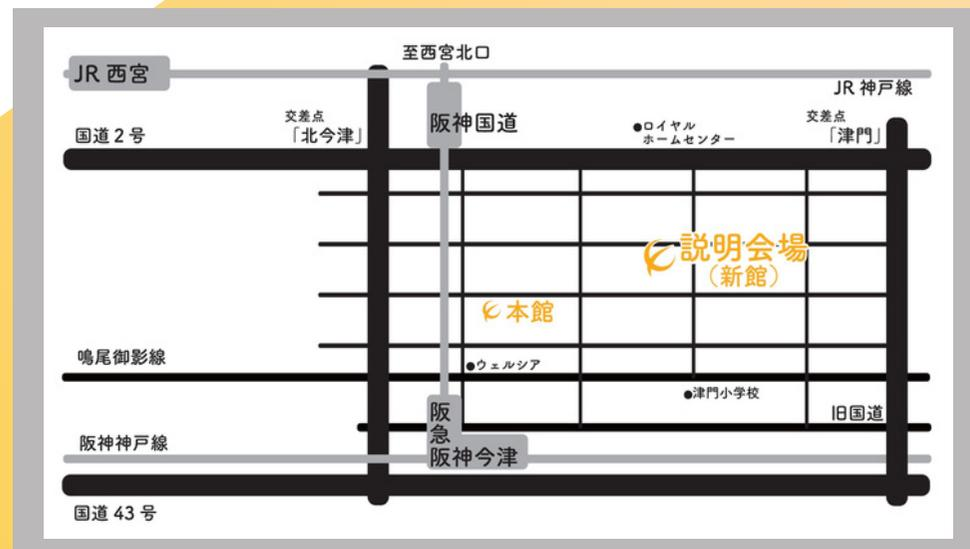 至西宮北口
JR 西宮
JR 神戸線
交差点
「北今津」
阪神国道
●ロイヤル
ホームセンター
交差点
「津門」
国道2号
説明会場
（新館）
本館
鳴尾御影線
●ウェルシア
●津門小学校
旧国道
阪急
阪神今津
阪神神戸線
国道 43 号